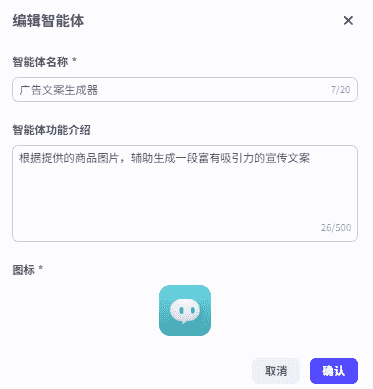 编辑智能体
智能体名称 *
广告文案生成器
7/20
智能体功能介绍
根据提供的商品图片，辅助生成一段富有吸引力的宣传文案
26/500
图标 *
取消
确认